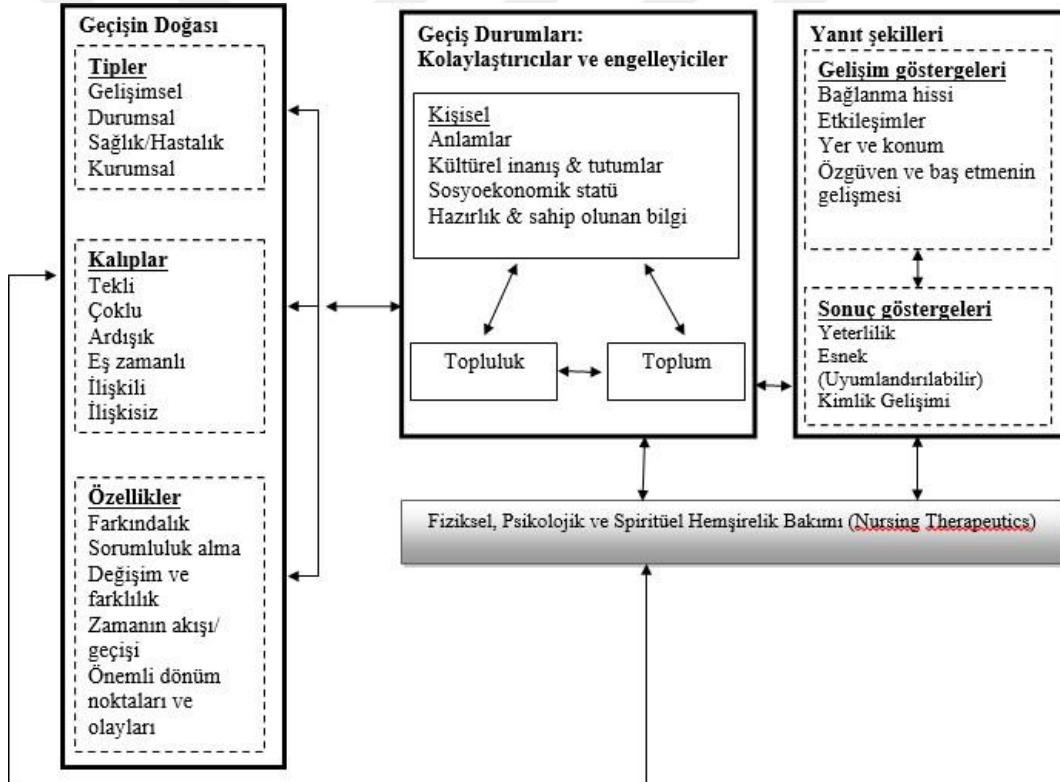 Geçişin Doğası
Tipler
Gelişimsel
Durumsal
Sağlık/Hastalık
Kurumsal
Kalıplar
Tekli
Çoklu
Ardışık
Eş zamanlı
İlişkili
İlişkisiz
Özellikler
Farkındalık
Sorumluluk alma
Değişim ve
farklılık
Zamanın akışı/
geçişi
Önemli dönüm
noktaları ve
olayları
Geçiş Durumları:
Kolaylaştırıcılar ve engelleyiciler
Kişisel
Anlamlar
Kültürel inanış & tutumlar
Sosyoekonomik statü
Hazırlık & sahip olunan bilgi
Topluluk
Toplum
Yanıt şekilleri
Gelişim göstergeleri
Bağlanma hissi
Etkileşimler
Yer ve konum
Özgüven ve baş etmenin
gelişmesi
Sonuç göstergeleri
Yeterlilik
Esnek
(Uyumlandırılabilir)
Kimlik Gelişimi
Fiziksel, Psikolojik ve Spiritüel Hemşirelik Bakımı (Nursing Therapeutics)